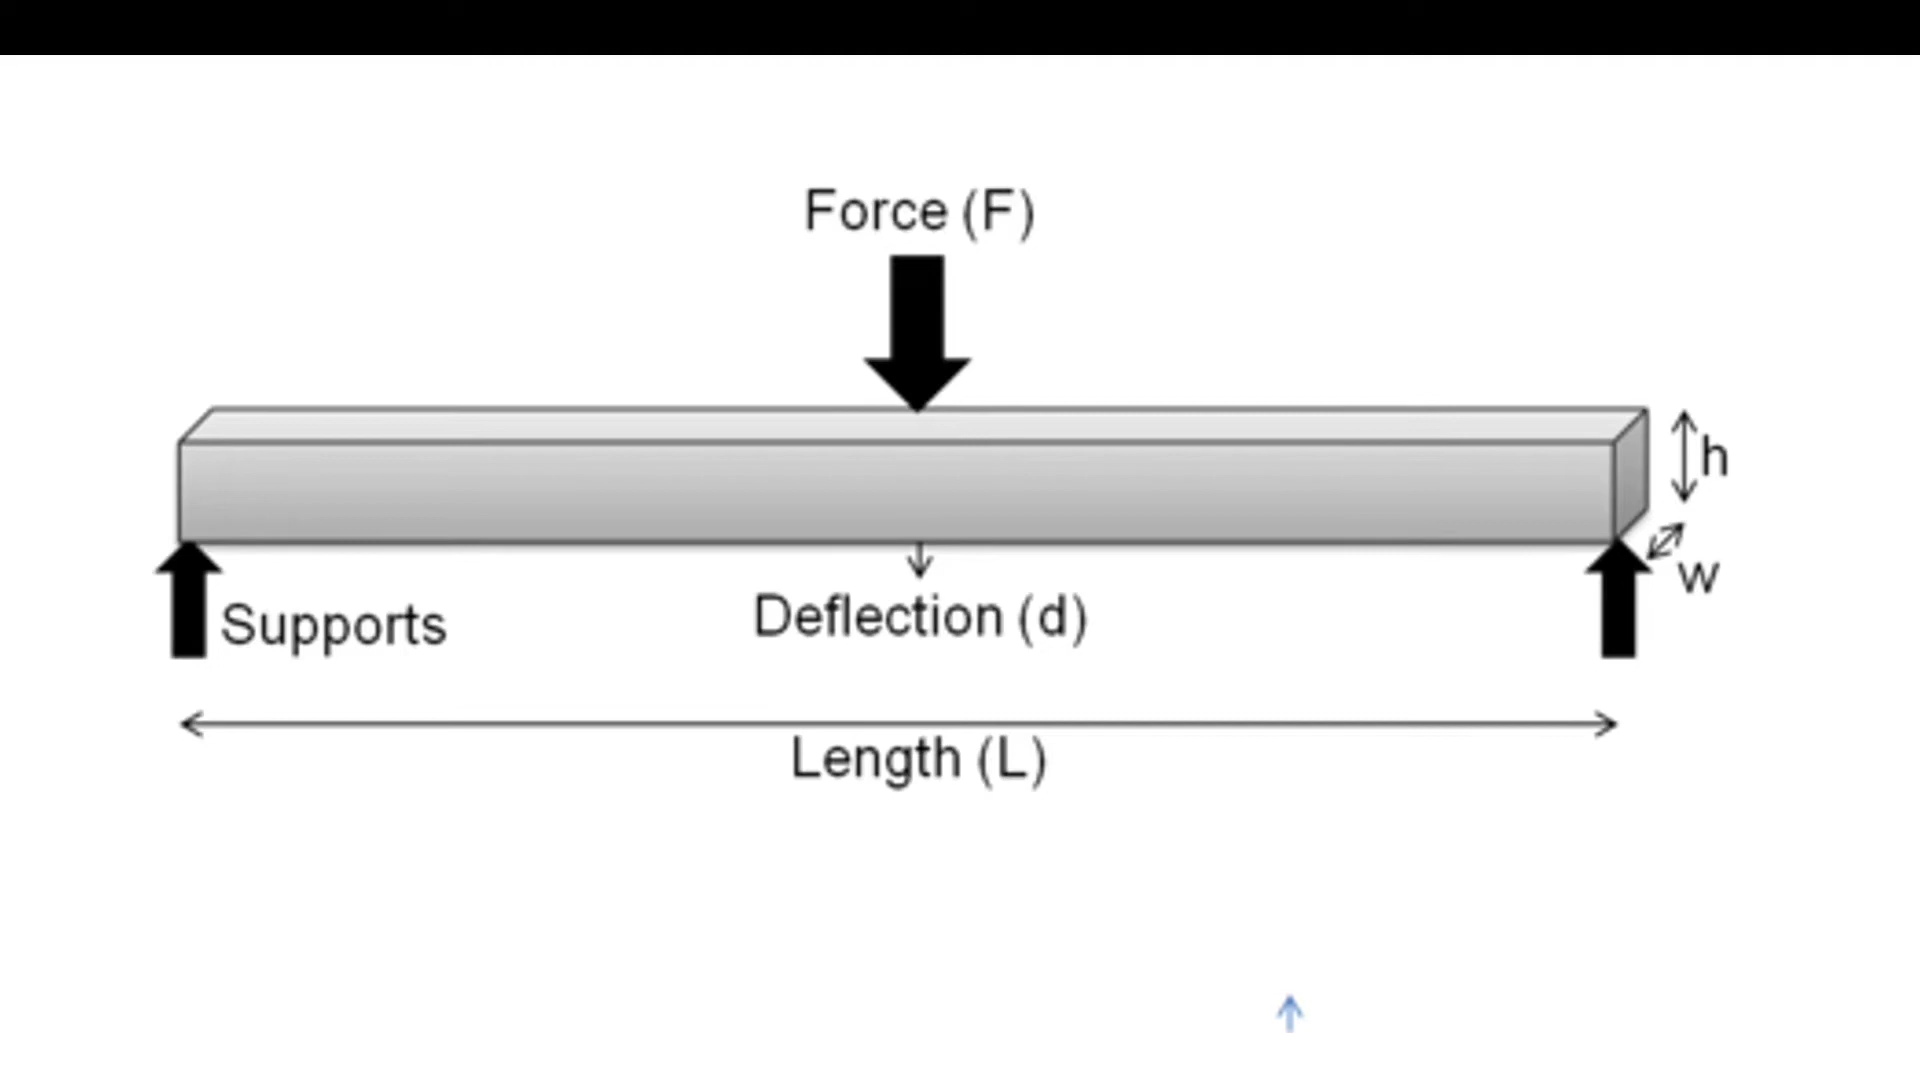 Force (F)
h
w
Supports
Deflection (d)
Length (L)